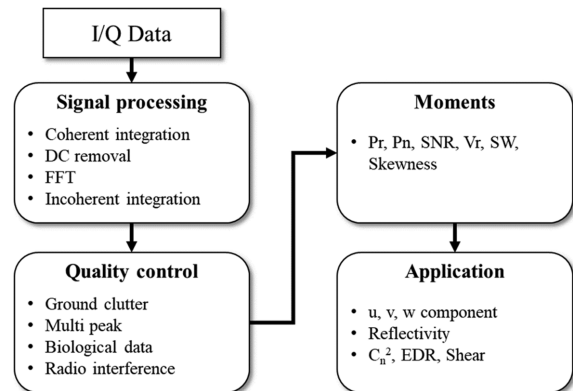 I/Q Data
Signal processing
• Coherent integration
• DC removal
• FFT
• Incoherent integration
Quality control
• Ground clutter
• Multi peak
• Biological data
• Radio interference
Moments
• Pr, Pn, SNR, Vr, SW,
Skewness
Application
• u, v, w component
• Reflectivity
• Cₙ², EDR, Shear